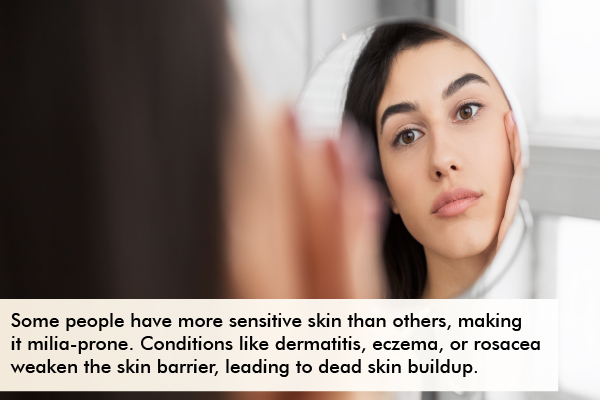 Some people have more sensitive skin than others, making
it milia-prone. Conditions like dermatitis, eczema, or rosacea
weaken the skin barrier, leading to dead skin buildup.